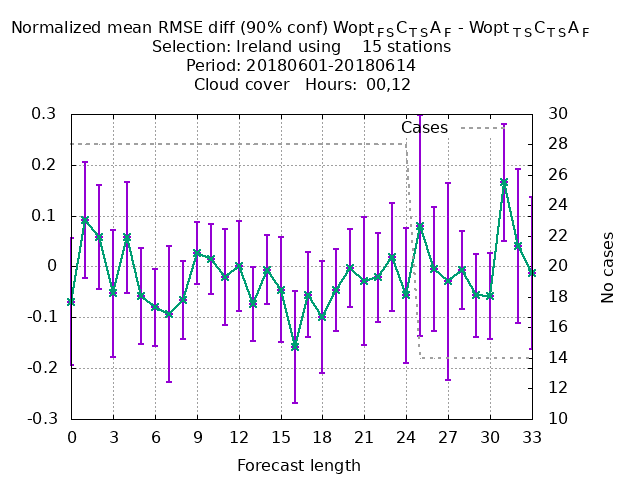 Normalized mean RMSE diff (90% conf) WoptFSCTSAF - WoptTSCTSAF
Selection: Ireland using 15 stations
Period: 20180601-20180614
Cloud cover Hours: 00,12
0.3 30
Cases
28
0.2 26
24
0.1 22
0 20
No cases
18
-0.1 16
14
-0.2 12
-0.3 10
0 3 6 9 12 15 18 21 24 27 30 33
Forecast length